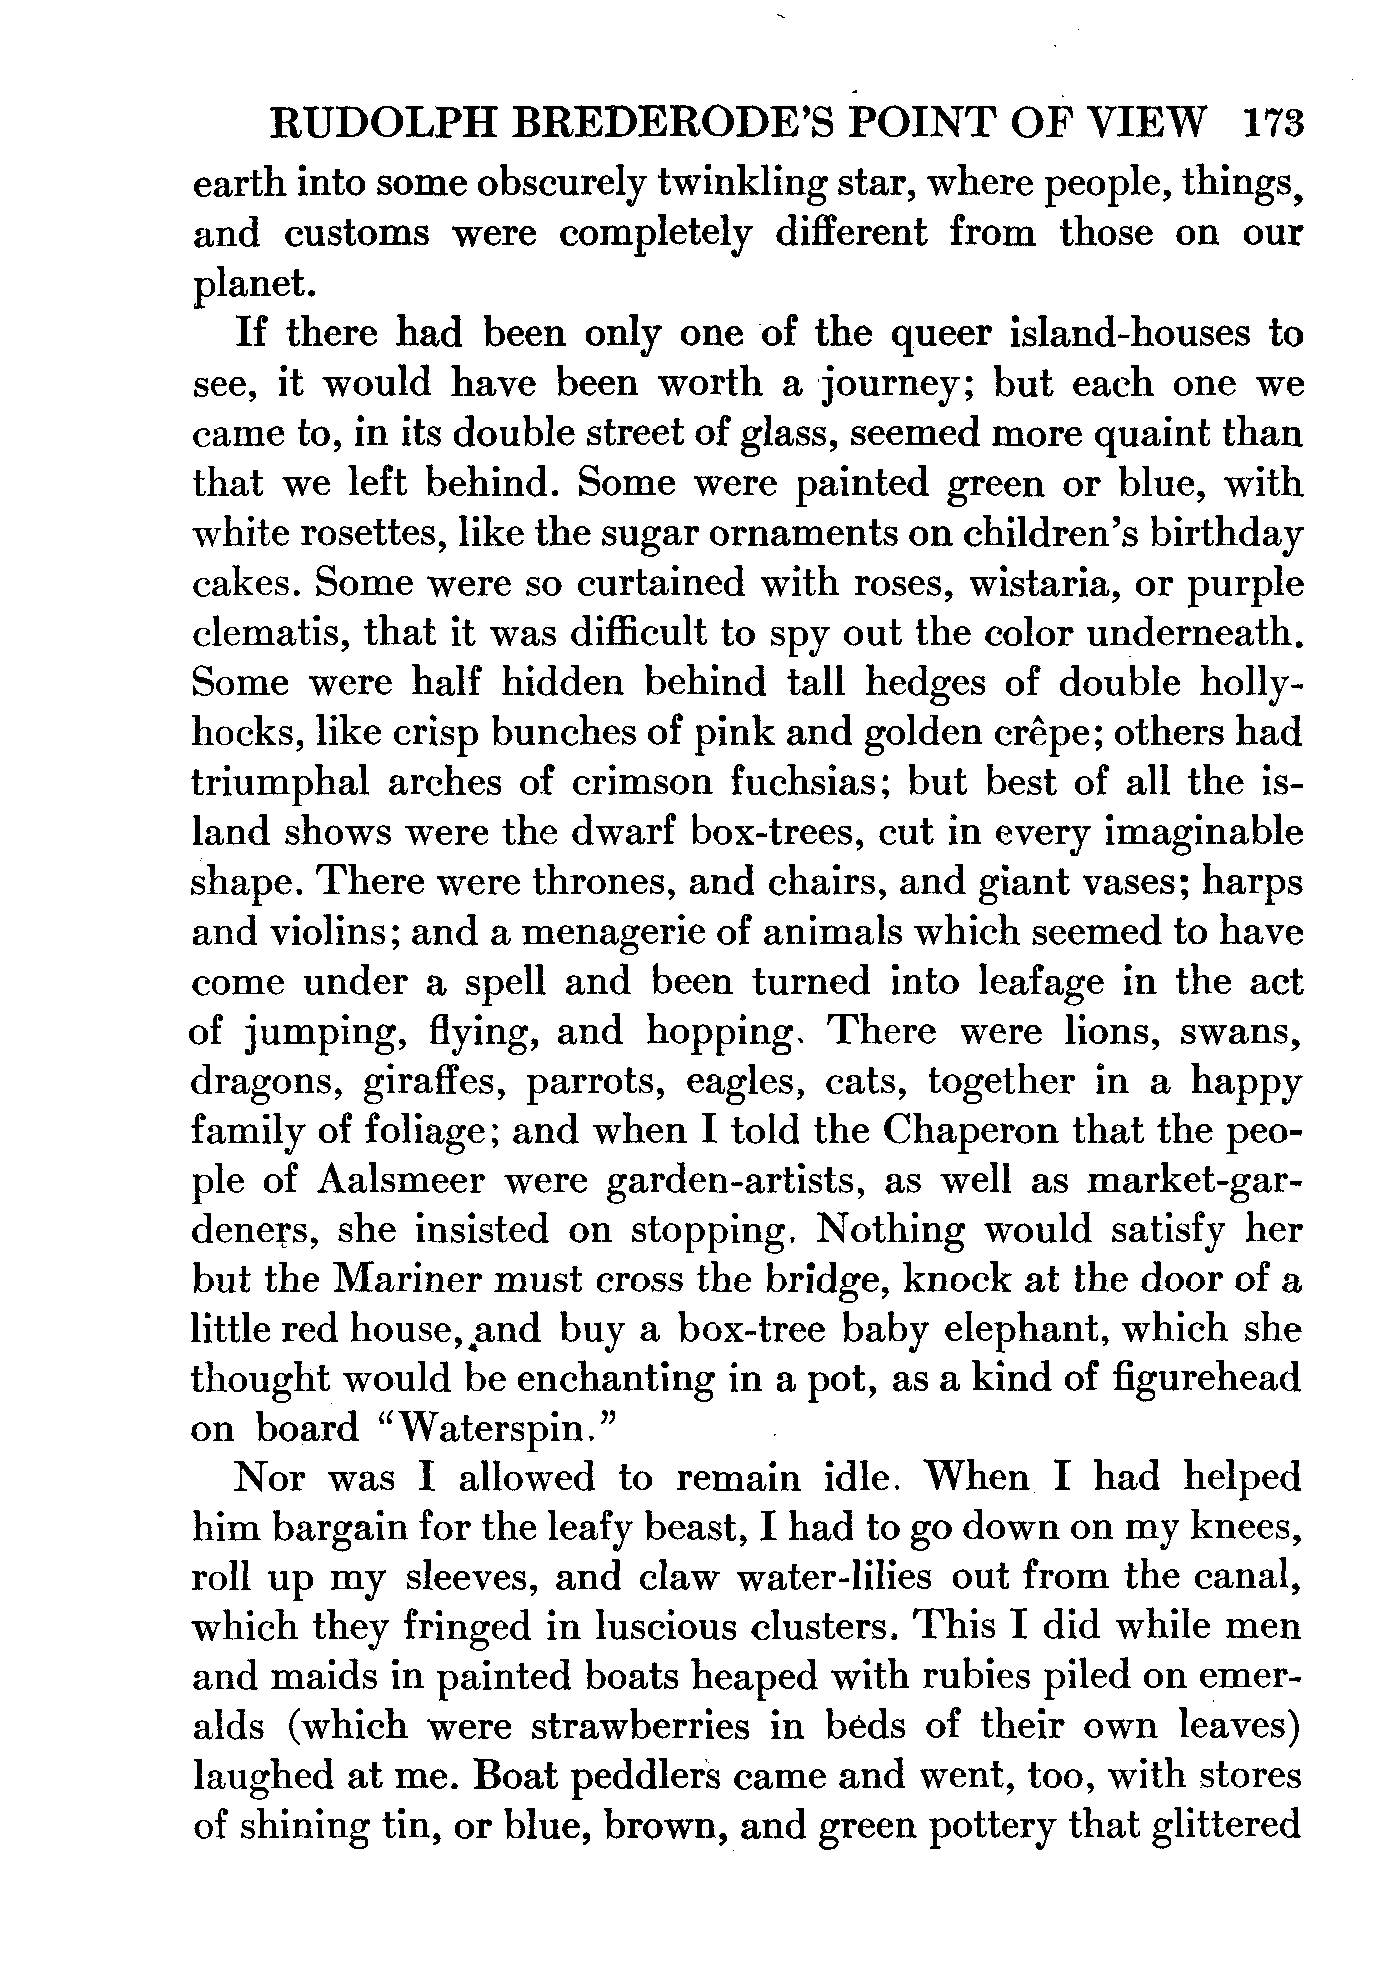 RUDOLPH BREDERODE'S POINT OF VIEW 173
earth into some obscurely twinkling star, where people, things,
and customs were completely different from those on our
planet.
If there had been only one of the queer island-houses to
see, it would have been worth a journey; but each one we
came to, in its double street of glass, seemed more quaint than
that we left behind. Some were painted green or blue, with
white rosettes, like the sugar ornaments on children's birthday
cakes. Some were so curtained with roses, wistaria, or purple
clematis, that it was difficult to spy out the color underneath.
Some were half hidden behind tall hedges of double holly-
hocks, like crisp bunches of pink and golden crêpe; others had
triumphal arches of crimson fuchsias; but best of all the is-
land shows were the dwarf box-trees, cut in every imaginable
shape. There were thrones, and chairs, and giant vases; harps
and violins; and a menagerie of animals which seemed to have
come under a spell and been turned into leafage in the act
of jumping, flying, and hopping. There were lions, swans,
dragons, giraffes, parrots, eagles, cats, together in a happy
family of foliage; and when I told the Chaperon that the peo-
ple of Aalsmeer were garden-artists, as well as market-gar-
deners, she insisted on stopping. Nothing would satisfy her
but the Mariner must cross the bridge, knock at the door of a
little red house, and buy a box-tree baby elephant, which she
thought would be enchanting in a pot, as a kind of figurehead
on board "Waterspin."
Nor was I allowed to remain idle. When I had helped
him bargain for the leafy beast, I had to go down on my knees,
roll up my sleeves, and claw water-lilies out from the canal,
which they fringed in luscious clusters. This I did while men
and maids in painted boats heaped with rubies piled on emer-
alds (which were strawberries in beds of their own leaves)
laughed at me. Boat peddlers came and went, too, with stores
of shining tin, or blue, brown, and green pottery that glittered